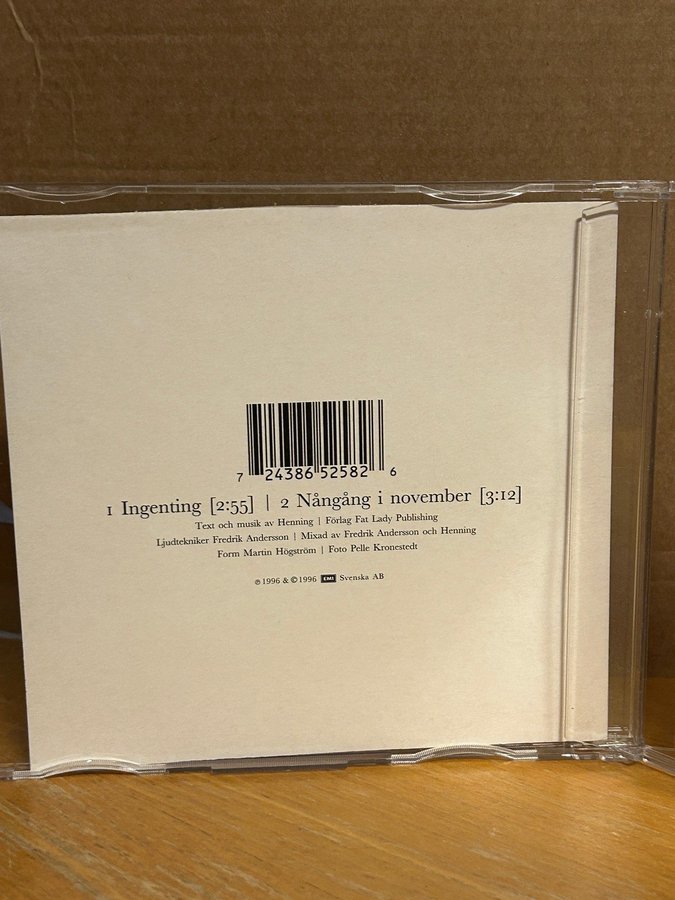 7 24386 52582 6
1 Ingenting [2:55] | 2 Nångång i november [3:12]
Text och musik av Henning | Förlag Fat Lady Publishing
Ljudtekniker Fredrik Andersson | Mixad av Fredrik Andersson och Henning
Form Martin Högström | Foto Pelle Kronestedt
℗ 1996 & © 1996 EMI Svenska AB